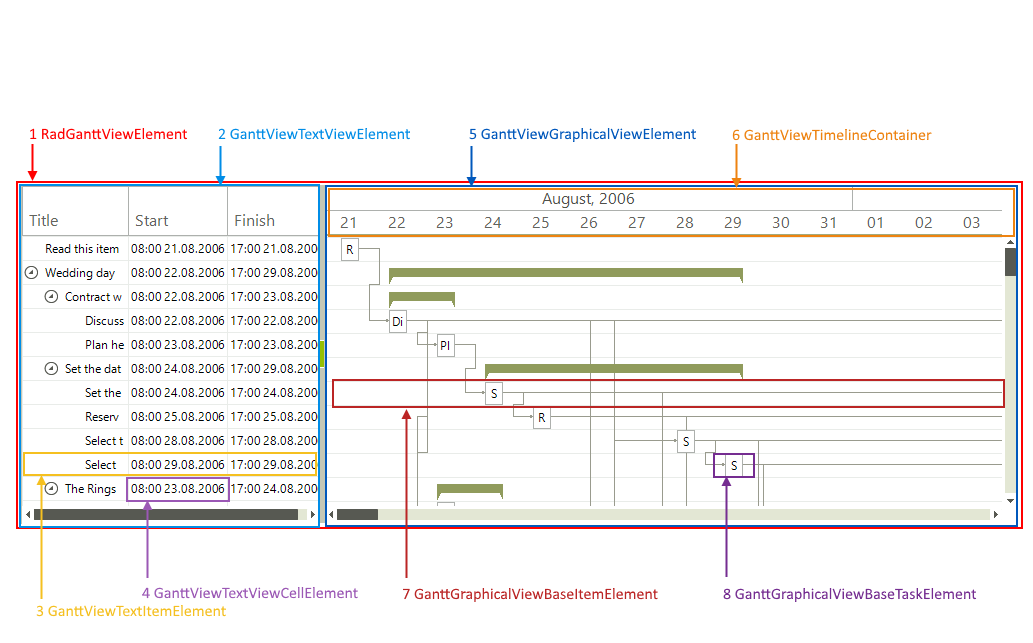 1 RadGanttViewElement
2 GanttViewTextViewElement
5 GanttViewGraphicalViewElement
6 GanttViewTimelineContainer
Title Start Finish
August, 2006
21 22 23 24 25 26 27 28 29 30 31 01 02 03
Read this item 08:00 21.08.2006 17:00 21.08.200 R
Wedding day 08:00 22.08.2006 17:00 29.08.200
Contract w 08:00 22.08.2006 17:00 23.08.200
Discuss 08:00 22.08.2006 17:00 22.08.200 Di
Plan he 08:00 23.08.2006 17:00 23.08.200 Pl
Set the dat 08:00 24.08.2006 17:00 29.08.200
Set the 08:00 24.08.2006 17:00 24.08.200 S
Reserv 08:00 25.08.2006 17:00 25.08.200 R
Select t 08:00 28.08.2006 17:00 28.08.200 S
Select 08:00 29.08.2006 17:00 29.08.200 S
The Rings 08:00 23.08.2006 17:00 24.08.200
4 GanttViewTextViewCellElement
7 GanttGraphicalViewBaseItemElement
8 GanttGraphicalViewBaseTaskElement
3 GanttViewTextItemElement